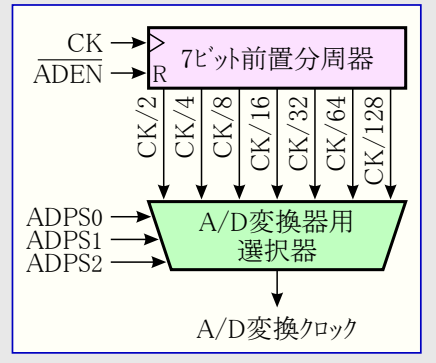 CK
ADEN
R
7ビット前置分周器
CK/2
CK/4
CK/8
CK/16
CK/32
CK/64
CK/128
ADPS0
ADPS1
ADPS2
A/D変換器用
選択器
A/D変換クロック